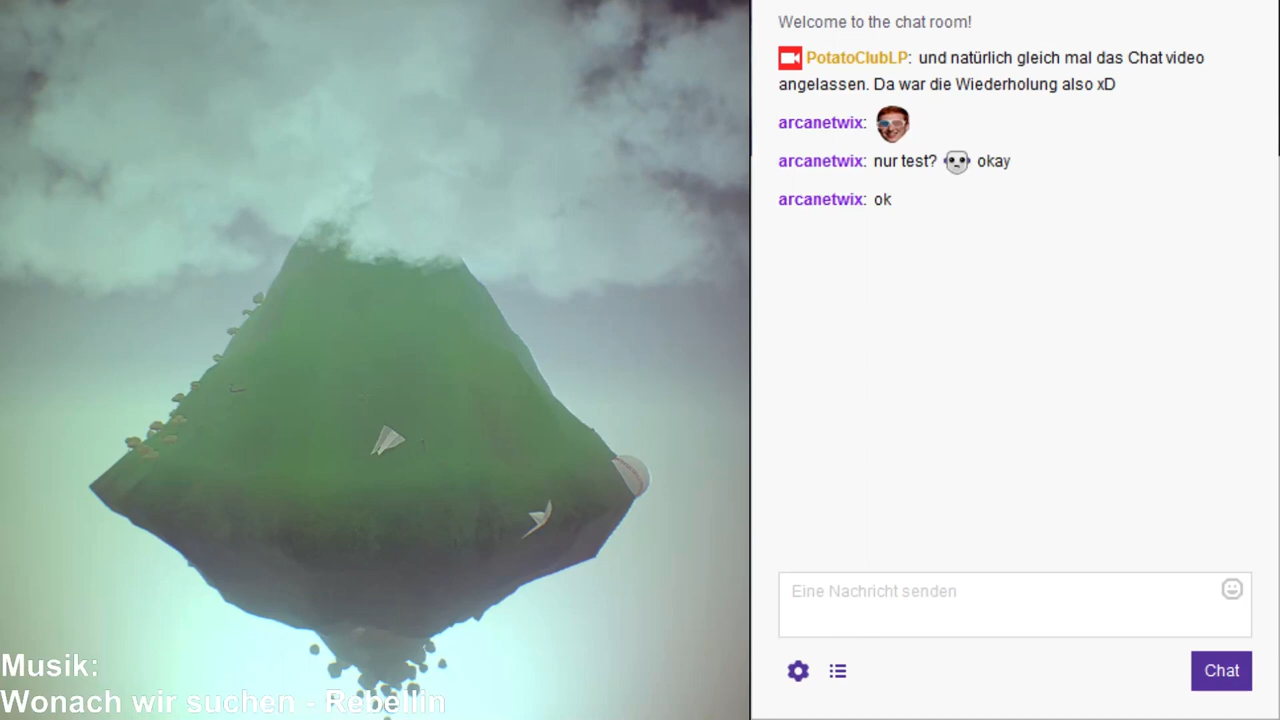 Welcome to the chat room!
PotatoClubLP: und natürlich gleich mal das Chat video
angelassen. Da war die Wiederholung also xD
arcanetwix:
arcanetwix: nur test? okay
arcanetwix: ok
Eine Nachricht senden
Chat
Musik:
Wonach wir suchen - Rebellin